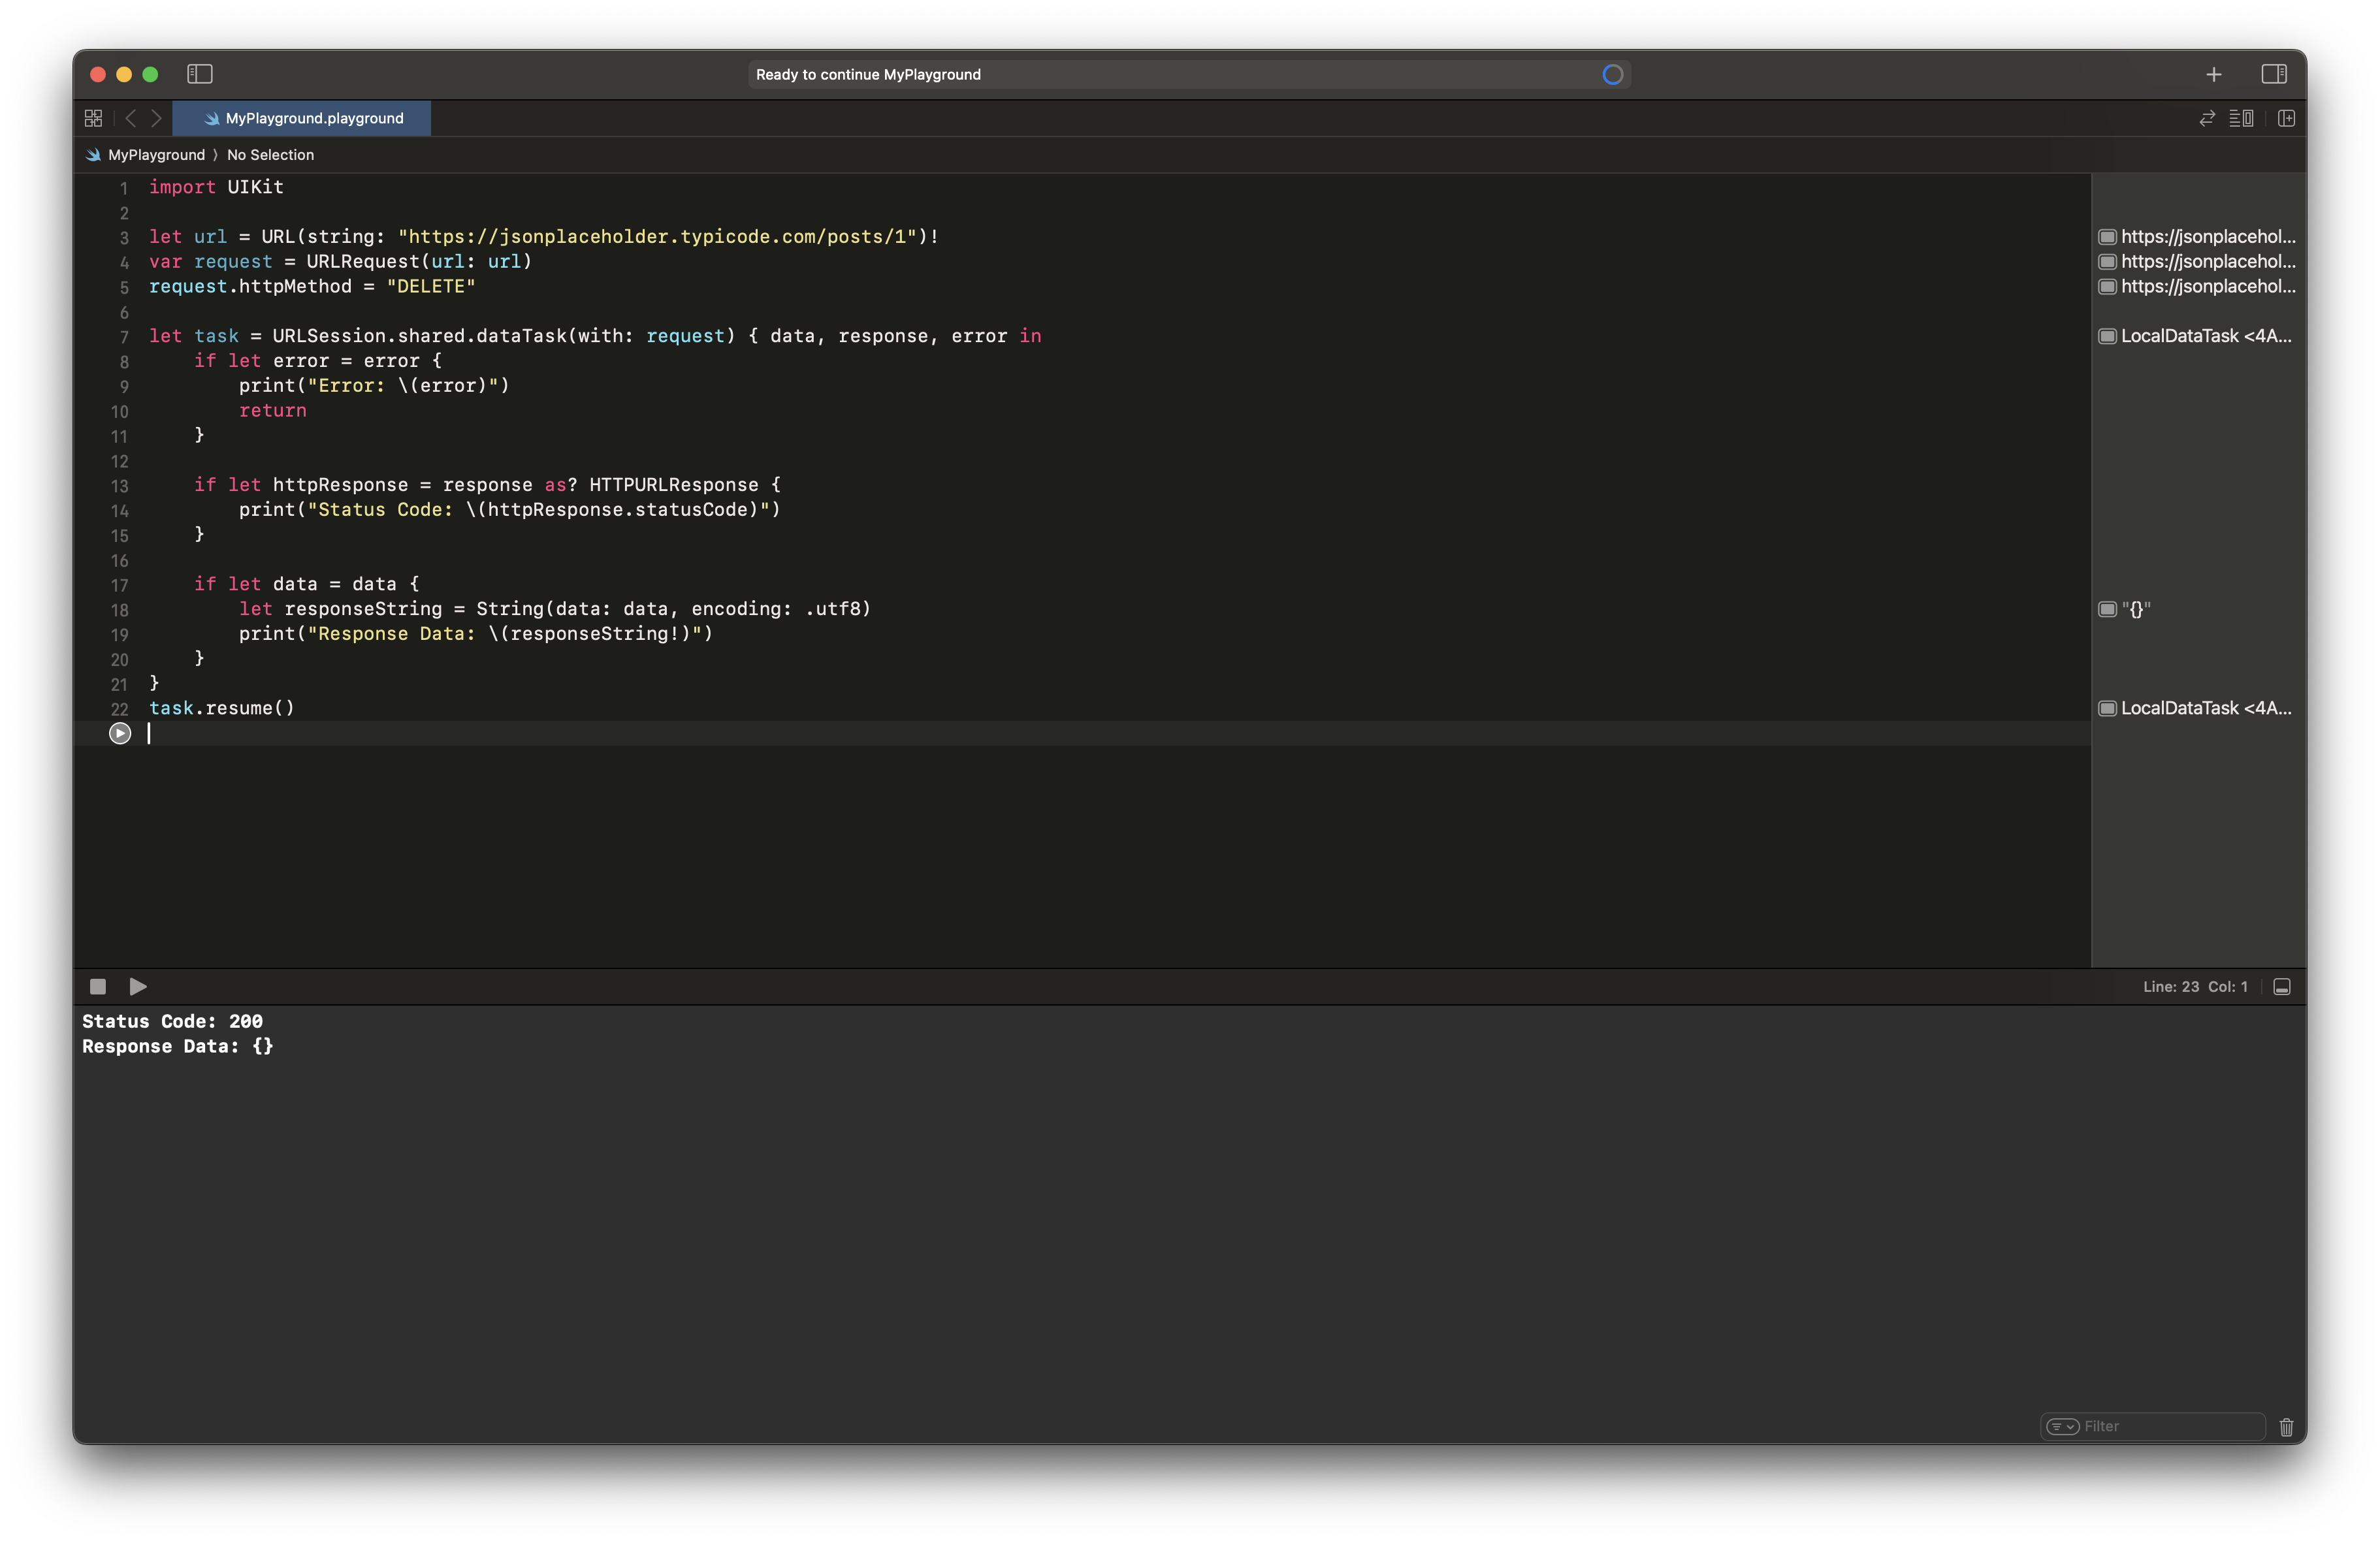 Ready to continue MyPlayground
MyPlayground.playground
MyPlayground 〉 No Selection
1 import UIKit
2
3 let url = URL(string: "https://jsonplaceholder.typicode.com/posts/1")!
https://jsonplacehol...
4 var request = URLRequest(url: url)
https://jsonplacehol...
5 request.httpMethod = "DELETE"
https://jsonplacehol...
6
7 let task = URLSession.shared.dataTask(with: request) { data, response, error in
LocalDataTask <4A...
8     if let error = error {
9         print("Error: \(error)")
10         return
11     }
12
13     if let httpResponse = response as? HTTPURLResponse {
14         print("Status Code: \(httpResponse.statusCode)")
15     }
16
17     if let data = data {
18         let responseString = String(data: data, encoding: .utf8)
"{}"
19         print("Response Data: \(responseString!)")
20     }
21 }
22 task.resume()
LocalDataTask <4A...
Line: 23 Col: 1
Status Code: 200
Response Data: {}
Filter